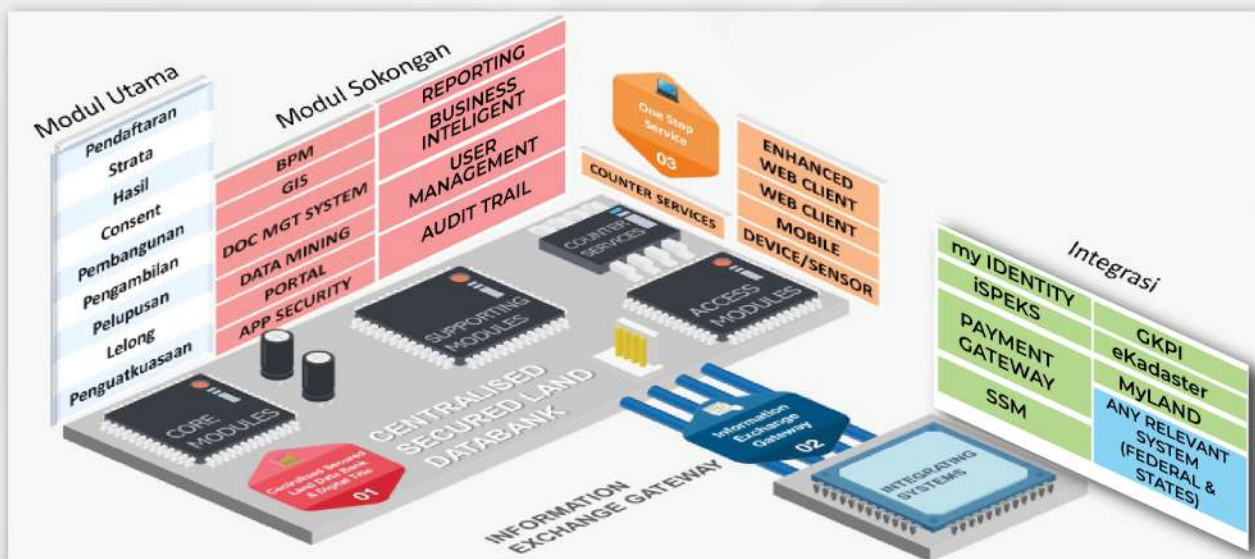 Modul Utama
Pendaftaran
Strata
Hasil
Consent
Pembangunan
Pengambilan
Pelupusan
Lelong
Penguatkuasaan
Modul Sokongan
BPM
GIS
DOC MGT SYSTEM
DATA MINING
PORTAL
APP SECURITY
REPORTING
BUSINESS
INTELIGENT
USER
MANAGEMENT
AUDIT TRAIL
One Stop
Service
03
COUNTER SERVICES
ENHANCED
WEB CLIENT
WEB CLIENT
MOBILE
DEVICE/SENSOR
Integrasi
my IDENTITY
iSPEKS
PAYMENT
GATEWAY
SSM
GKPI
eKadaster
MyLAND
ANY RELEVANT
SYSTEM
(FEDERAL &
STATES)
COUNTER
SERVICES
ACCESS
MODULES
SUPPORTING
MODULES
CORE
MODULES
CENTRALISED
SECURED LAND
DATABANK
Centralised Secured
Land Data Bank
& Digital Title
01
Information
Exchange
Gateway
02
INFORMATION
EXCHANGE GATEWAY
INTEGRATING
SYSTEMS